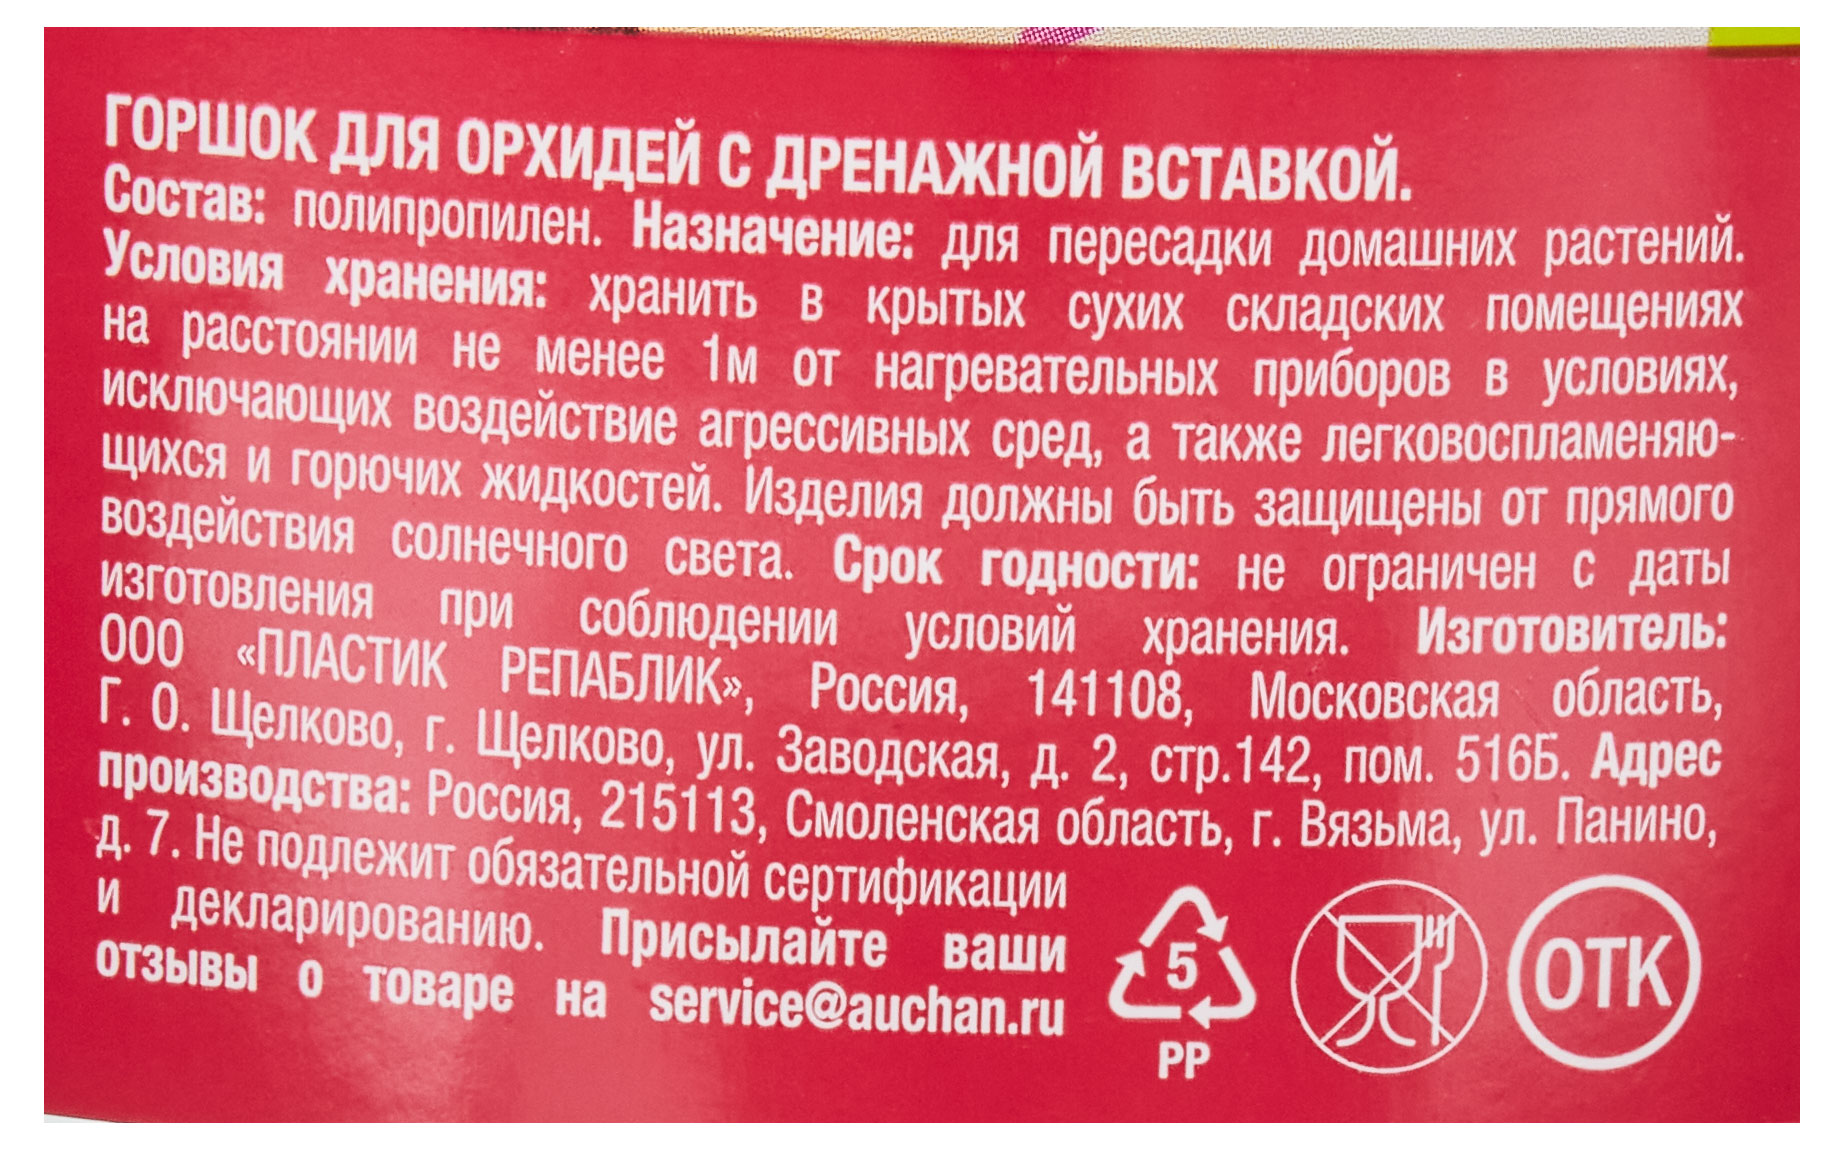 ГОРШОК ДЛЯ ОРХИДЕЙ С ДРЕНАЖНОЙ ВСТАВКОЙ.
Состав: полипропилен. Назначение: для пересадки домашних растений.
Условия хранения: хранить в крытых сухих складских помещениях
на расстоянии не менее 1м от нагревательных приборов в условиях,
исключающих воздействие агрессивных сред, а также легковоспламеняю-
щихся и горючих жидкостей. Изделия должны быть защищены от прямого
воздействия солнечного света. Срок годности: не ограничен с даты
изготовления при соблюдении условий хранения. Изготовитель:
ООО «ПЛАСТИК РЕПАБЛИК», Россия, 141108, Московская область,
Г. О. Щелково, г. Щелково, ул. Заводская, д. 2, стр.142, пом. 516Б. Адрес
производства: Россия, 215113, Смоленская область, г. Вязьма, ул. Панино,
д. 7. Не подлежит обязательной сертификации
и декларированию. Присылайте ваши
отзывы о товаре на service@auchan.ru
5
PP
ОТК